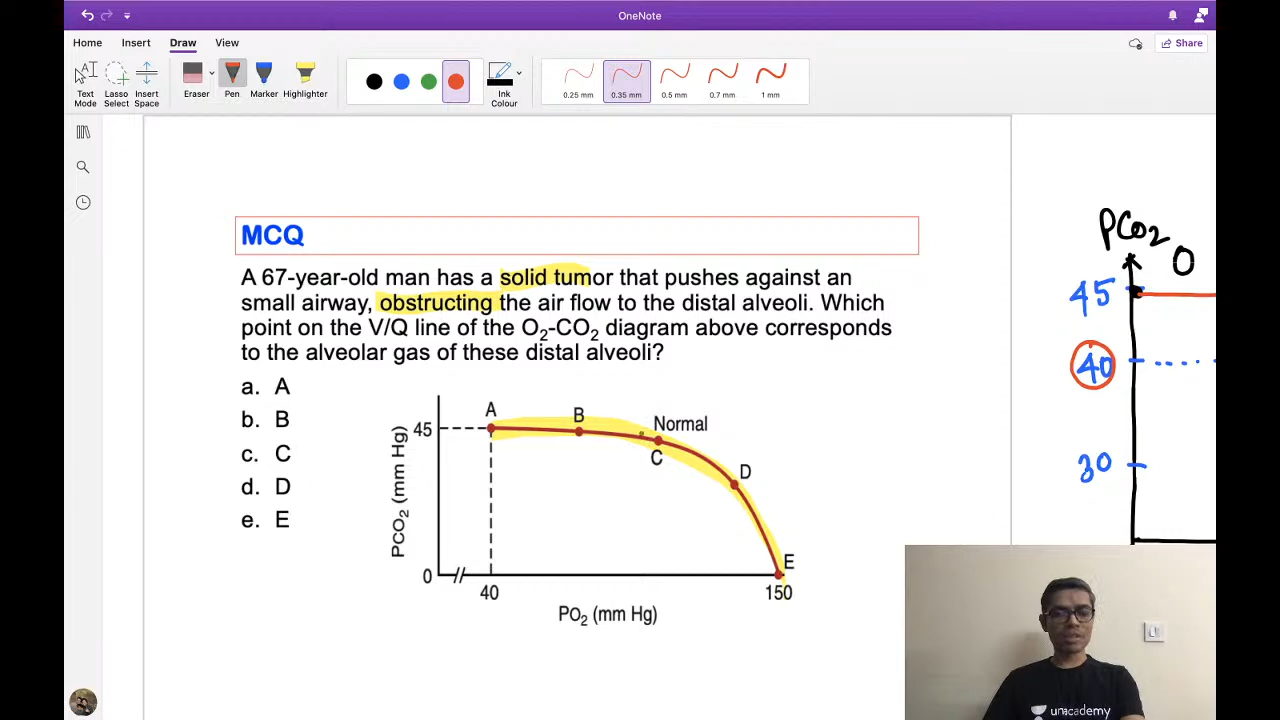 OneNote
Home Insert Draw View
Share
Text Mode
Lasso Select
Insert Space
Eraser
Pen
Marker
Highlighter
Ink Colour
0.25 mm
0.35 mm
0.5 mm
0.7 mm
1 mm
MCQ
A 67-year-old man has a solid tumor that pushes against an
small airway, obstructing the air flow to the distal alveoli. Which
point on the V/Q line of the O₂-CO₂ diagram above corresponds
to the alveolar gas of these distal alveoli?
a. A
b. B
c. C
d. D
e. E
PCO₂ (mm Hg)
45
0
A
B
Normal
C
D
E
40
150
PO₂ (mm Hg)
PCO₂
0
45
40
30
unacademy